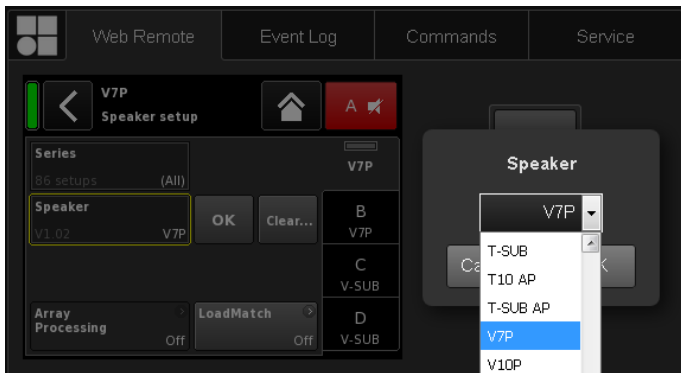 Web Remote
Event Log
Commands
Service
V7P
Speaker setup
A
Series
86 setups (All)
V7P
Speaker
V1.02 V7P
OK
Clear...
B
V7P
C
V-SUB
Array
Processing
Off
LoadMatch
Off
D
V-SUB
Speaker
V7P
T-SUB
T10 AP
T-SUB AP
V7P
V10P
Ca
K